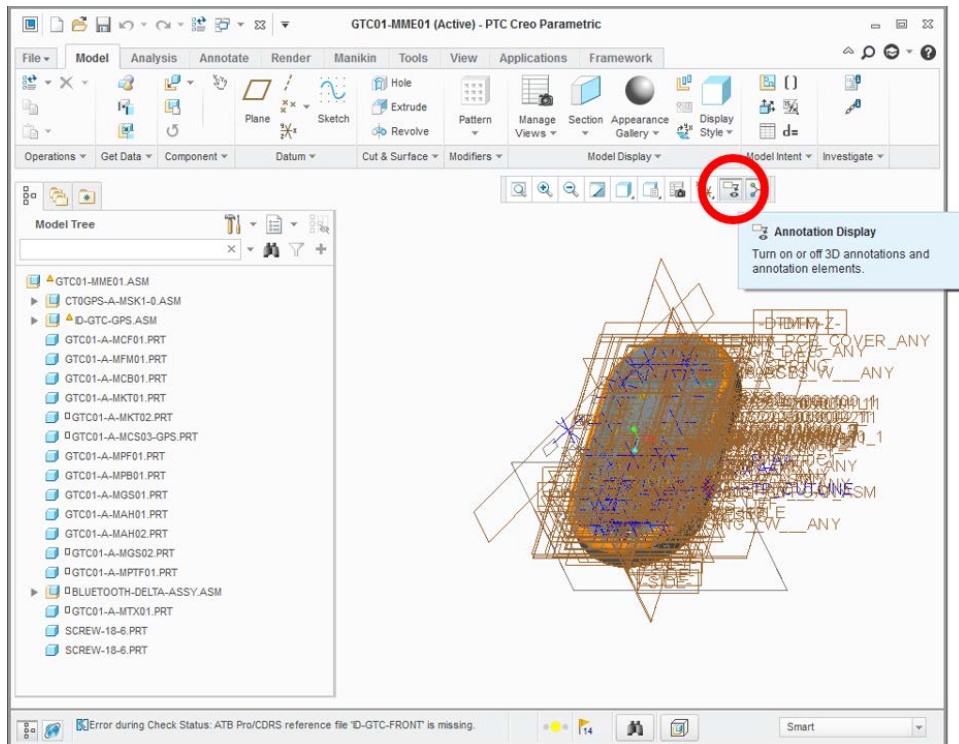 GTC01-MME01 (Active) - PTC Creo Parametric
File Model Analysis Annotate Render Manikin Tools View Applications Framework
Hole
Extrude
Revolve
Plane
Sketch
Pattern
Manage Views
Section
Appearance Gallery
Display Style
d=
Operations Get Data Component Datum Cut & Surface Modifiers Model Display Model Intent Investigate
Model Tree
Annotation Display
Turn on or off 3D annotations and
annotation elements.
GTC01-MME01.ASM
CT0GPS-A-MSK1-0.ASM
ID-GTC-GPS.ASM
GTC01-A-MCF01.PRT
GTC01-A-MFM01.PRT
GTC01-A-MCB01.PRT
GTC01-A-MKT01.PRT
GTC01-A-MKT02.PRT
GTC01-A-MCS03-GPS.PRT
GTC01-A-MPF01.PRT
GTC01-A-MPB01.PRT
GTC01-A-MGS01.PRT
GTC01-A-MAH01.PRT
GTC01-A-MAH02.PRT
GTC01-A-MGS02.PRT
GTC01-A-MPTF01.PRT
BLUETOOTH-DELTA-ASSY.ASM
GTC01-A-MTX01.PRT
SCREW-18-6.PRT
SCREW-18-6.PRT
PCB_COVER_ANY
-SIDE-
Error during Check Status: ATB Pro/CDRS reference file 'ID-GTC-FRONT' is missing.
14
Smart